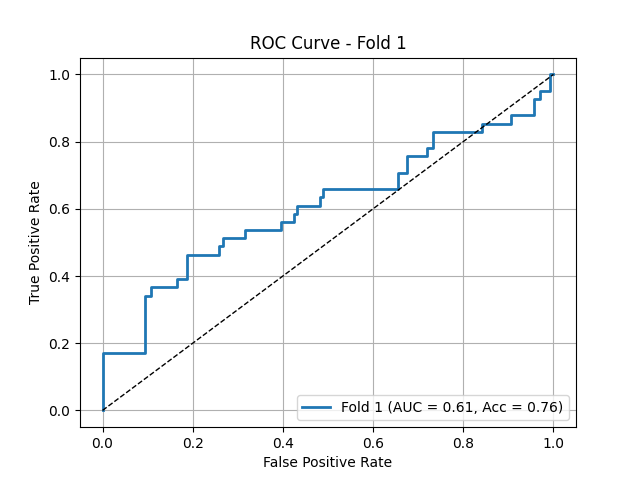 ROC Curve - Fold 1
True Positive Rate
1.0
0.8
0.6
0.4
0.2
0.0
Fold 1 (AUC = 0.61, Acc = 0.76)
0.0 0.2 0.4 0.6 0.8 1.0
False Positive Rate